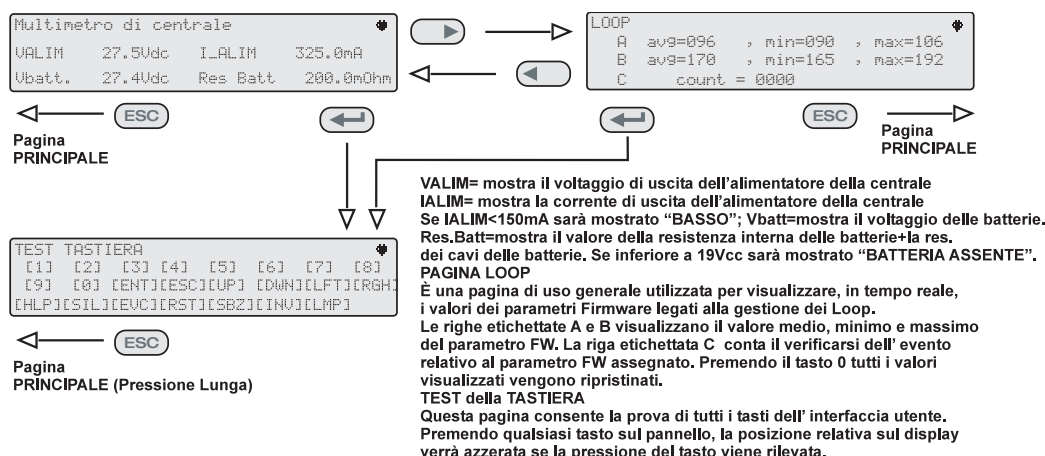 Multimetro di centrale
VALIM 27.5Vdc I_ALIM 325.0mA
Vbatt. 27.4Vdc Res Batt 200.0mOhm
LOOP
A avg=096 , min=090 , max=106
B avg=170 , min=165 , max=192
C count = 0000
ESC
Pagina
PRINCIPALE
ESC
Pagina
PRINCIPALE
TEST TASTIERA
[1] [2] [3] [4] [5] [6] [7] [8]
[9] [0] [ENT][ESC][UP] [DWN][LFT][RGH]
[HLP][SIL][EVC][RST][SBZ][INV][LMP]
ESC
Pagina
PRINCIPALE (Pressione Lunga)
VALIM= mostra il voltaggio di uscita dell'alimentatore della centrale
IALIM= mostra la corrente di uscita dell'alimentatore della centrale
Se IALIM<150mA sarà mostrato “BASSO”; Vbatt=mostra il voltaggio delle batterie.
Res.Batt=mostra il valore della resistenza interna delle batterie+la res.
dei cavi delle batterie. Se inferiore a 19Vcc sarà mostrato “BATTERIA ASSENTE”.
PAGINA LOOP
È una pagina di uso generale utilizzata per visualizzare, in tempo reale,
i valori dei parametri Firmware legati alla gestione dei Loop.
Le righe etichettate A e B visualizzano il valore medio, minimo e massimo
del parametro FW. La riga etichettata C conta il verificarsi dell' evento
relativo al parametro FW assegnato. Premendo il tasto 0 tutti i valori
visualizzati vengono ripristinati.
TEST della TASTIERA
Questa pagina consente la prova di tutti i tasti dell' interfaccia utente.
Premendo qualsiasi tasto sul pannello, la posizione relativa sul display
verrà azzerata se la pressione del tasto viene rilevata.